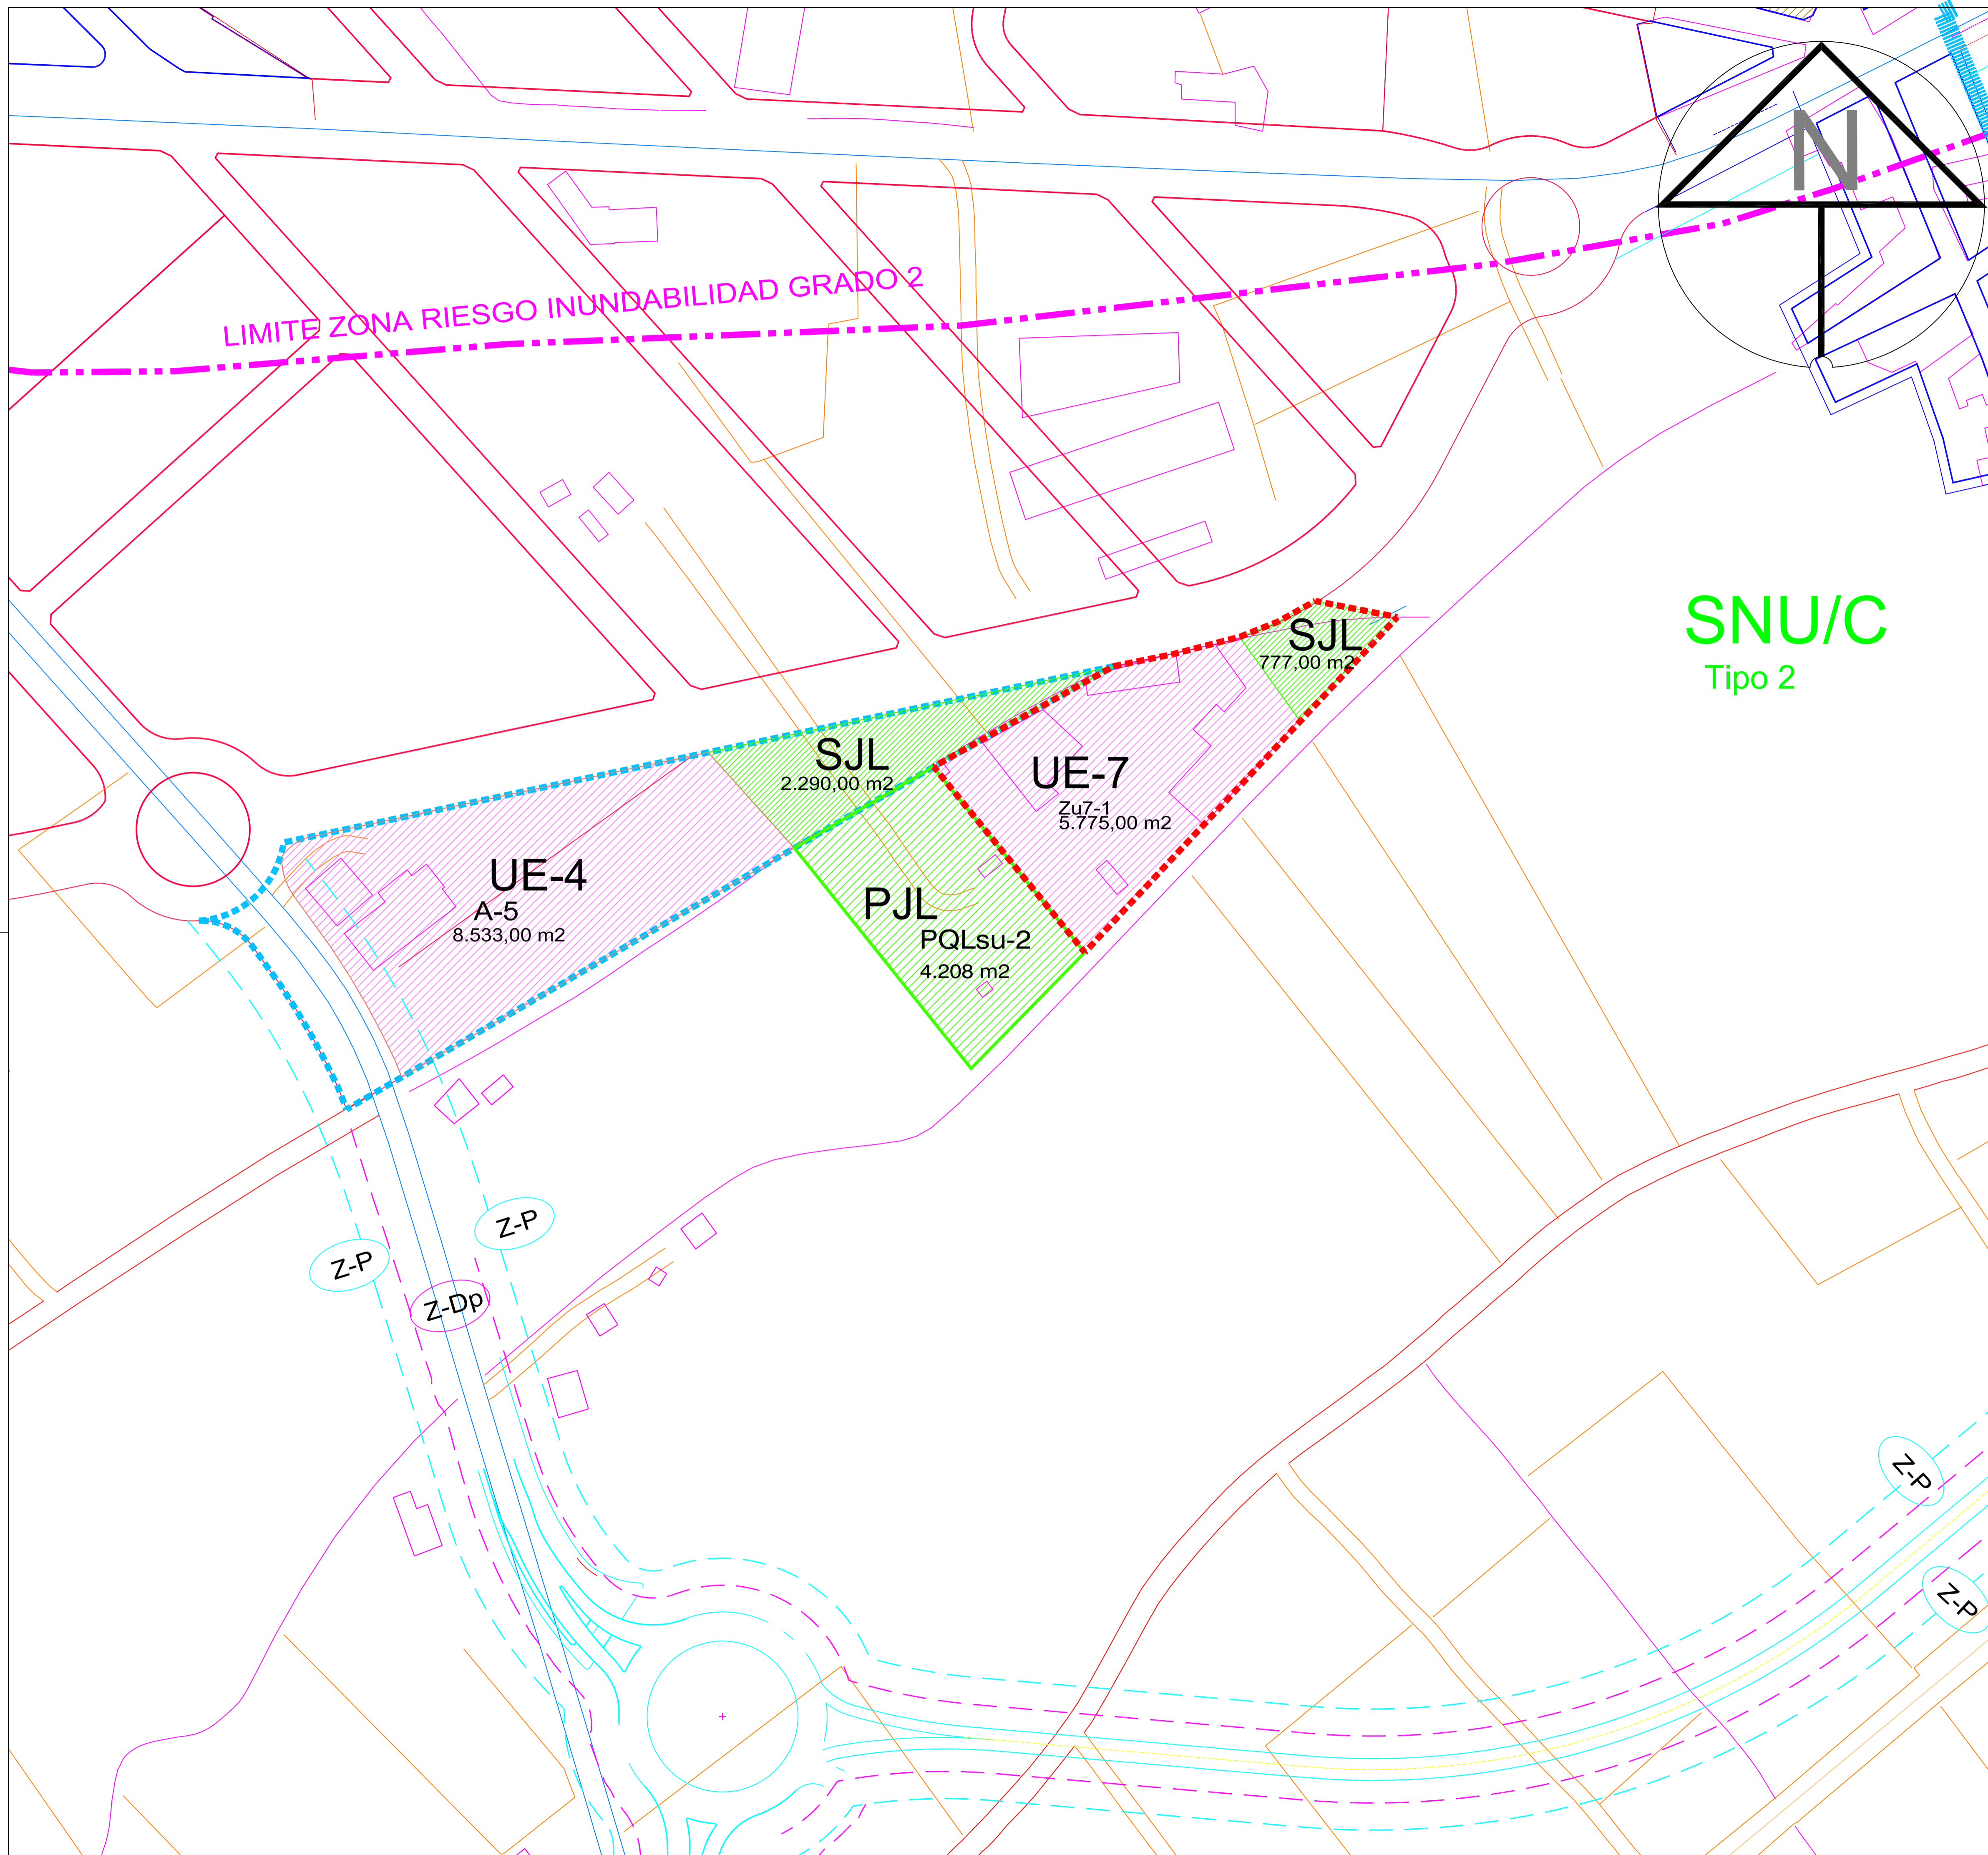 N
LIMITE ZONA RIESGO INUNDABILIDAD GRADO 2
SNU/C
Tipo 2
SJL
777,00 m2
SJL
2.290,00 m2
UE-7
Zu7-1
5.775,00 m2
UE-4
A-5
8.533,00 m2
PJL
PQLsu-2
4.208 m2
Z-P
Z-P
Z-Dp
Z-P
Z-P